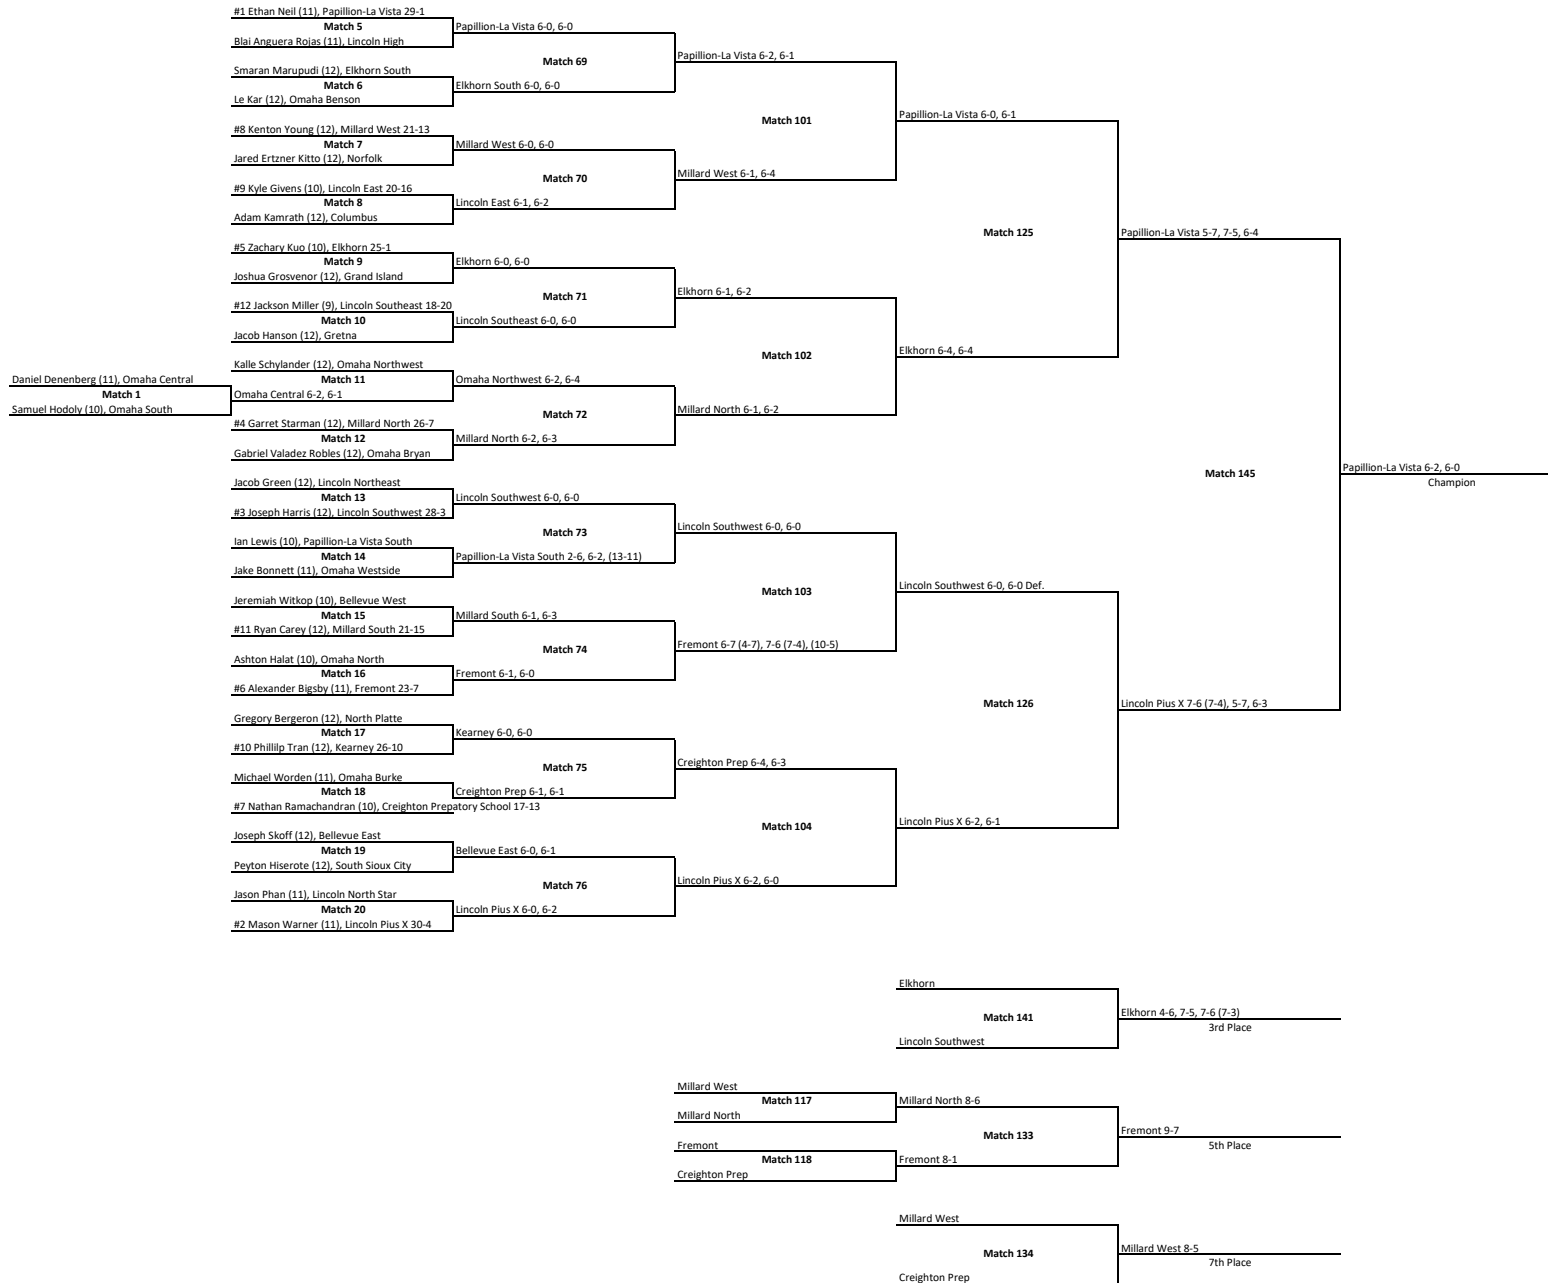 #1 Ethan Neil (11), Papillion-La Vista 29-1
Match 5
Papillion-La Vista 6-0, 6-0
Blai Anguera Rojas (11), Lincoln High
Match 69
Papillion-La Vista 6-2, 6-1
Smaran Marupudi (12), Elkhorn South
Match 6
Elkhorn South 6-0, 6-0
Le Kar (12), Omaha Benson
Match 101
Papillion-La Vista 6-0, 6-1
#8 Kenton Young (12), Millard West 21-13
Match 7
Millard West 6-0, 6-0
Jared Ertzner Kitto (12), Norfolk
Match 70
Millard West 6-1, 6-4
#9 Kyle Givens (10), Lincoln East 20-16
Match 8
Lincoln East 6-1, 6-2
Adam Kamrath (12), Columbus
Match 125
Papillion-La Vista 5-7, 7-5, 6-4
#5 Zachary Kuo (10), Elkhorn 25-1
Match 9
Elkhorn 6-0, 6-0
Joshua Grosvenor (12), Grand Island
Match 71
Elkhorn 6-1, 6-2
#12 Jackson Miller (9), Lincoln Southeast 18-20
Match 10
Lincoln Southeast 6-0, 6-0
Jacob Hanson (12), Gretna
Match 102
Elkhorn 6-4, 6-4
Kalle Schylander (12), Omaha Northwest
Daniel Denenberg (11), Omaha Central
Match 11
Omaha Northwest 6-2, 6-4
Match 1
Omaha Central 6-2, 6-1
Samuel Hodoly (10), Omaha South
Match 72
Millard North 6-1, 6-2
#4 Garret Starman (12), Millard North 26-7
Match 12
Millard North 6-2, 6-3
Gabriel Valadez Robles (12), Omaha Bryan
Match 145
Papillion-La Vista 6-2, 6-0
Champion
Jacob Green (12), Lincoln Northeast
Match 13
Lincoln Southwest 6-0, 6-0
#3 Joseph Harris (12), Lincoln Southwest 28-3
Match 73
Lincoln Southwest 6-0, 6-0
Ian Lewis (10), Papillion-La Vista South
Match 14
Papillion-La Vista South 2-6, 6-2, (13-11)
Jake Bonnett (11), Omaha Westside
Match 103
Lincoln Southwest 6-0, 6-0 Def.
Jeremiah Witkop (10), Bellevue West
Match 15
Millard South 6-1, 6-3
#11 Ryan Carey (12), Millard South 21-15
Match 74
Fremont 6-7 (4-7), 7-6 (7-4), (10-5)
Ashton Halat (10), Omaha North
Match 16
Fremont 6-1, 6-0
#6 Alexander Bigsby (11), Fremont 23-7
Match 126
Lincoln Pius X 7-6 (7-4), 5-7, 6-3
Gregory Bergeron (12), North Platte
Match 17
Kearney 6-0, 6-0
#10 Phillilp Tran (12), Kearney 26-10
Match 75
Creighton Prep 6-4, 6-3
Michael Worden (11), Omaha Burke
Match 18
Creighton Prep 6-1, 6-1
#7 Nathan Ramachandran (10), Creighton Prepatory School 17-13
Match 104
Lincoln Pius X 6-2, 6-1
Joseph Skoff (12), Bellevue East
Match 19
Bellevue East 6-0, 6-1
Peyton Hiserote (12), South Sioux City
Match 76
Lincoln Pius X 6-2, 6-0
Jason Phan (11), Lincoln North Star
Match 20
Lincoln Pius X 6-0, 6-2
#2 Mason Warner (11), Lincoln Pius X 30-4
Elkhorn
Match 141
Elkhorn 4-6, 7-5, 7-6 (7-3)
3rd Place
Lincoln Southwest
Millard West
Match 117
Millard North 8-6
Millard North
Match 133
Fremont 9-7
5th Place
Fremont
Match 118
Fremont 8-1
Creighton Prep
Millard West
Match 134
Millard West 8-5
7th Place
Creighton Prep